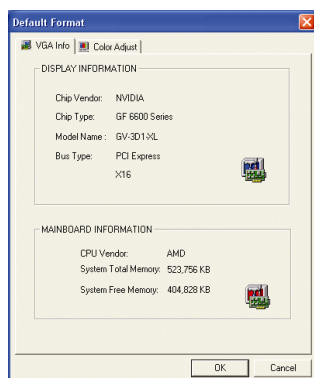 Default Format
VGA Info
Color Adjust
DISPLAY INFORMATION
Chip Vendor: NVIDIA
Chip Type: GF 6600 Series
Model Name : GV-3D1-XL
Bus Type: PCI Express
X16
MAINBOARD INFORMATION
CPU Vendor: AMD
System Total Memory: 523,756 KB
System Free Memory: 404,828 KB
OK
Cancel